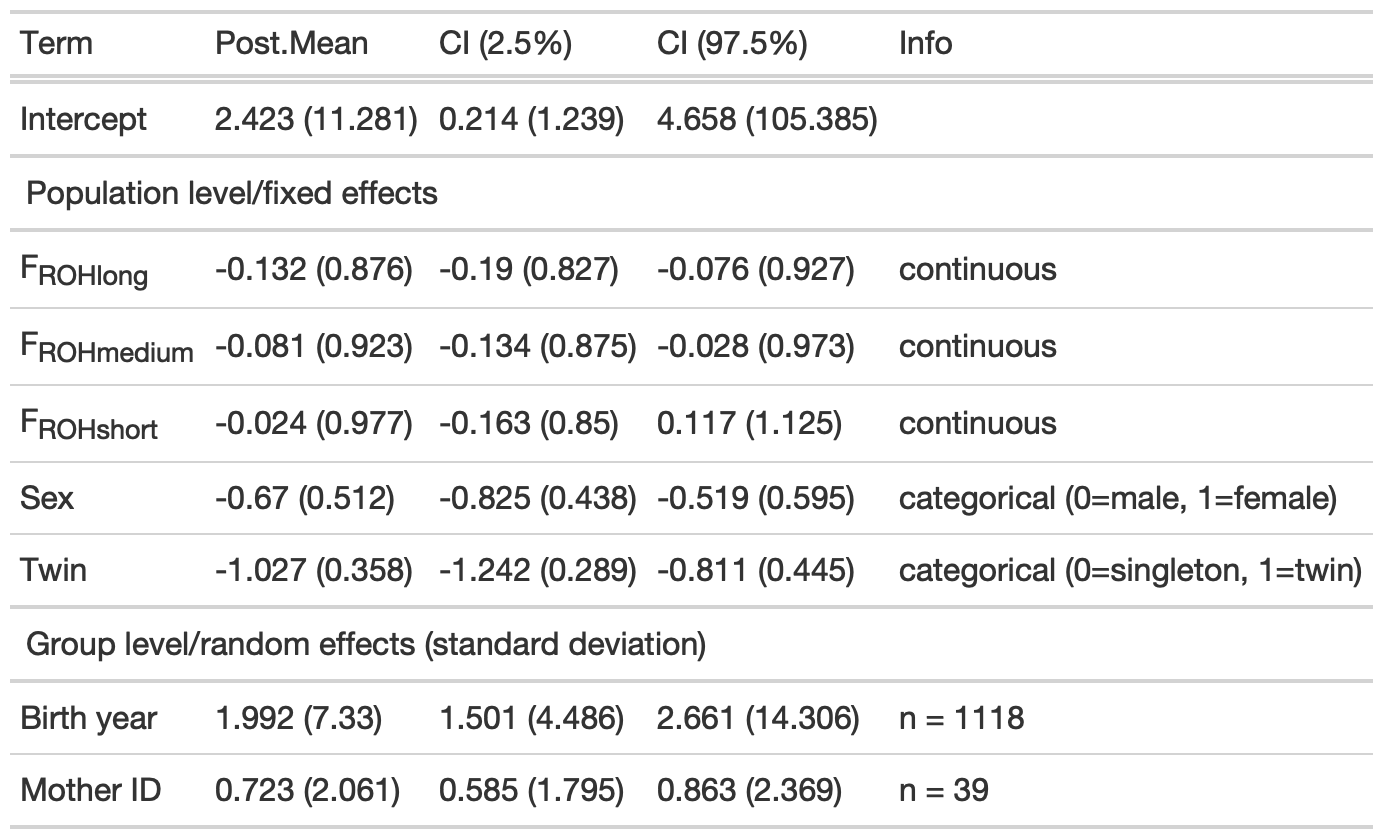 Term Post.Mean CI (2.5%) CI (97.5%) Info
Intercept 2.423 (11.281) 0.214 (1.239) 4.658 (105.385)
Population level/fixed effects
FROHlong -0.132 (0.876) -0.19 (0.827) -0.076 (0.927) continuous
FROHmedium -0.081 (0.923) -0.134 (0.875) -0.028 (0.973) continuous
FROHshort -0.024 (0.977) -0.163 (0.85) 0.117 (1.125) continuous
Sex -0.67 (0.512) -0.825 (0.438) -0.519 (0.595) categorical (0=male, 1=female)
Twin -1.027 (0.358) -1.242 (0.289) -0.811 (0.445) categorical (0=singleton, 1=twin)
Group level/random effects (standard deviation)
Birth year 1.992 (7.33) 1.501 (4.486) 2.661 (14.306) n = 1118
Mother ID 0.723 (2.061) 0.585 (1.795) 0.863 (2.369) n = 39